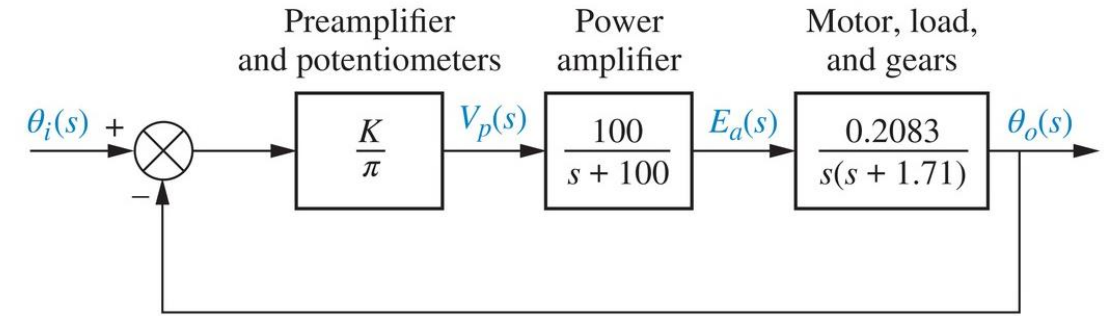 Preamplifier
and potentiometers
Power
amplifier
Motor, load,
and gears
θᵢ(s) +
−
K
π
Vₚ(s)
100
s + 100
Eₐ(s)
0.2083
s(s + 1.71)
θₒ(s)